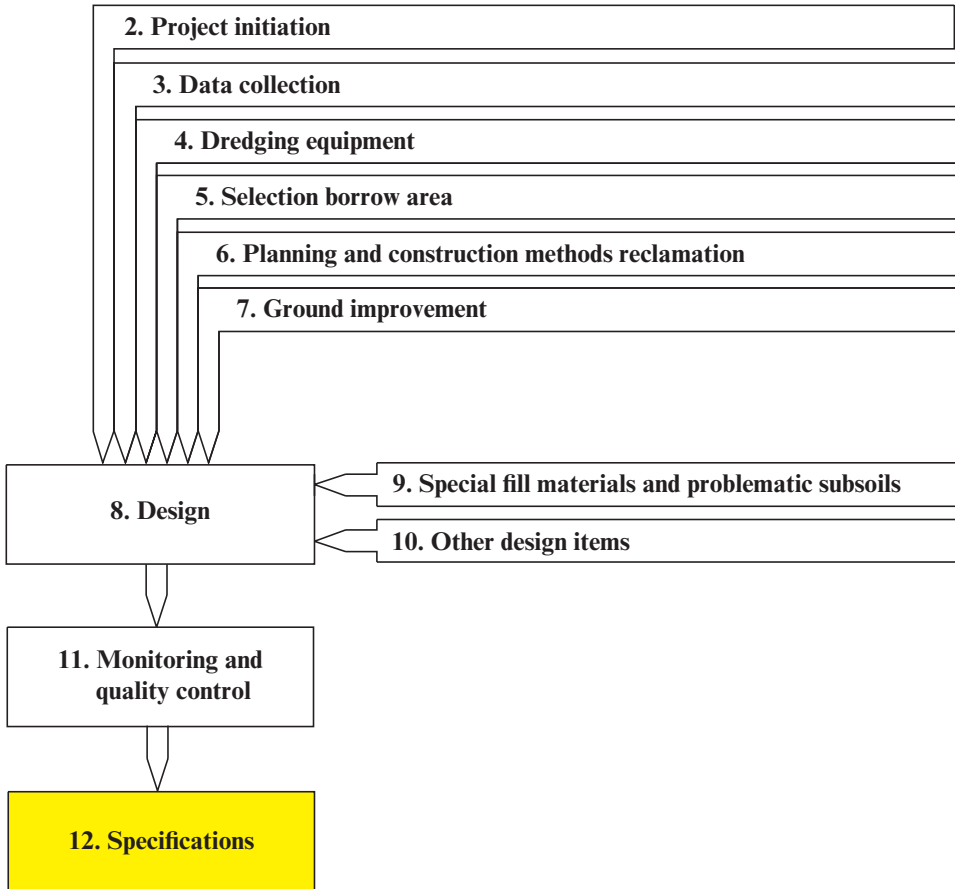 2. Project initiation
3. Data collection
4. Dredging equipment
5. Selection borrow area
6. Planning and construction methods reclamation
7. Ground improvement
8. Design
9. Special fill materials and problematic subsoils
10. Other design items
11. Monitoring and
quality control
12. Specifications